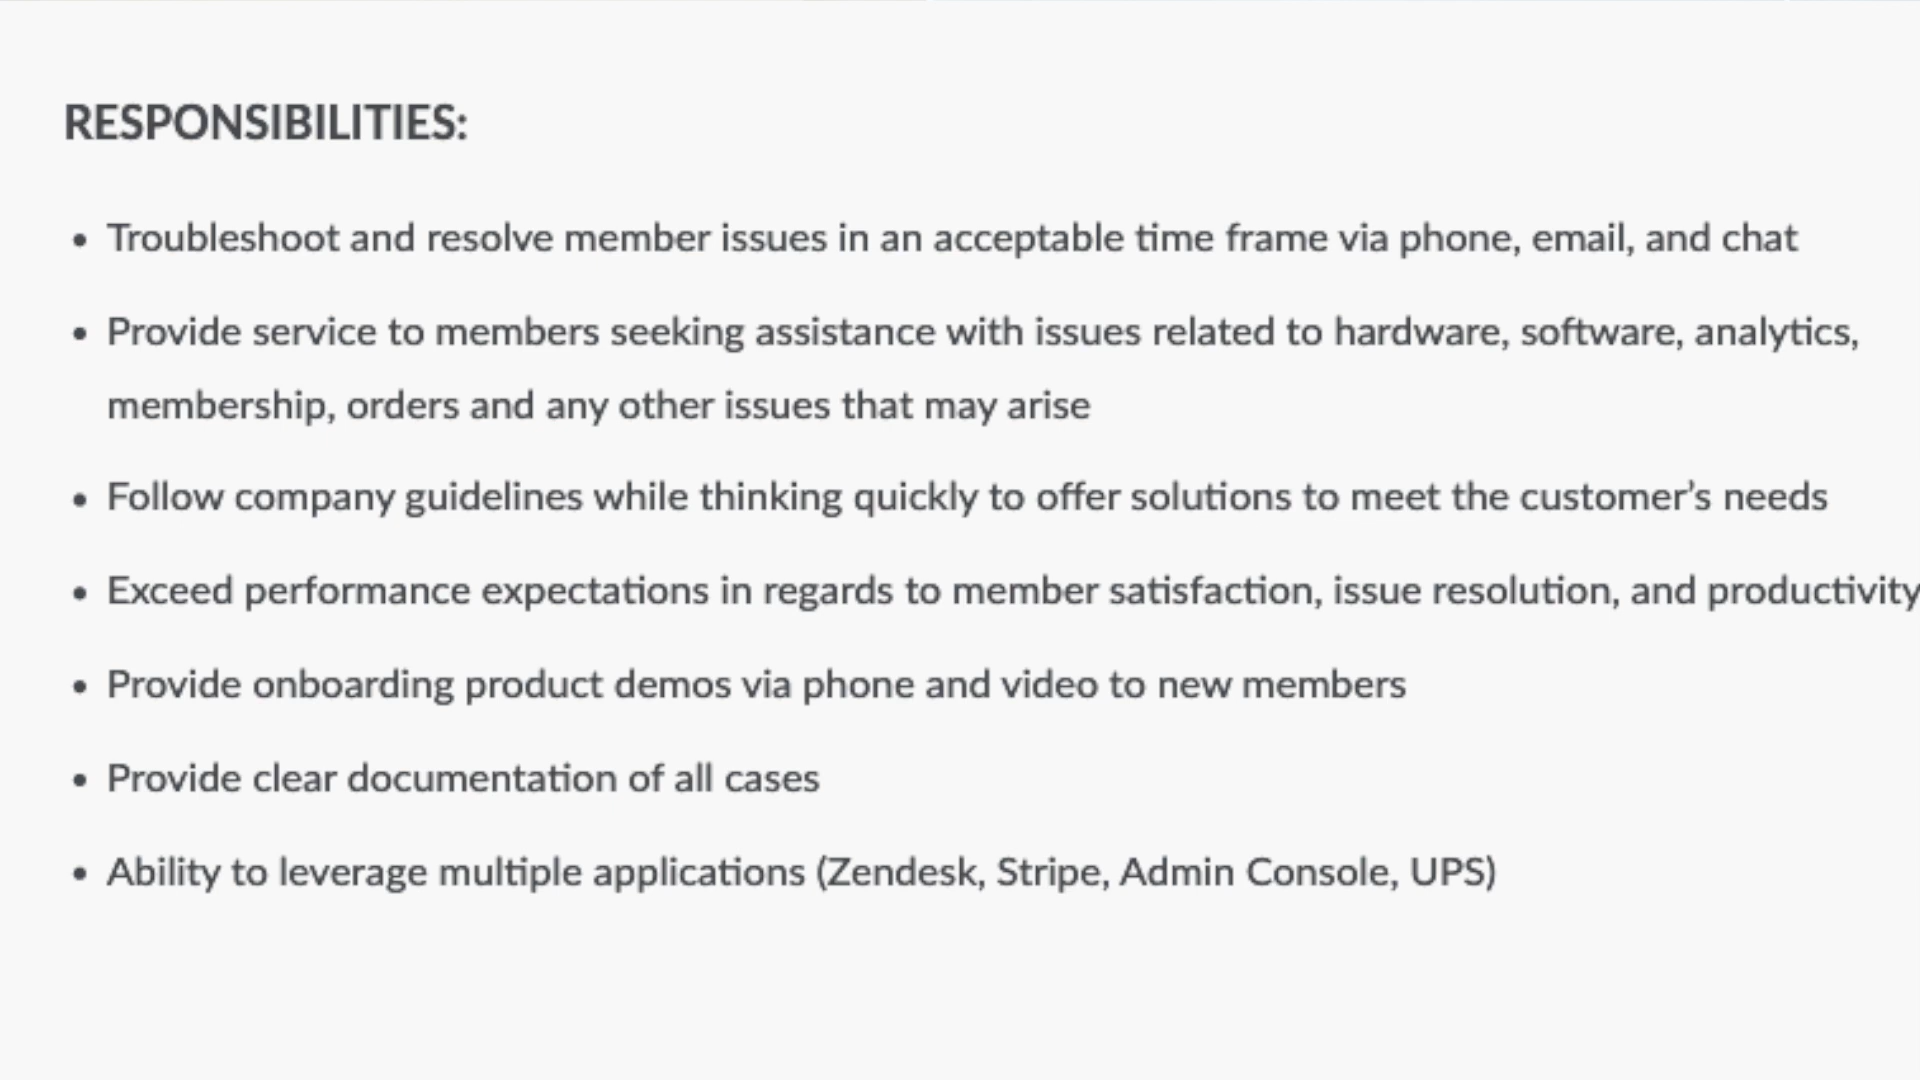 RESPONSIBILITIES:
• Troubleshoot and resolve member issues in an acceptable time frame via phone, email, and chat
• Provide service to members seeking assistance with issues related to hardware, software, analytics,
membership, orders and any other issues that may arise
• Follow company guidelines while thinking quickly to offer solutions to meet the customer’s needs
• Exceed performance expectations in regards to member satisfaction, issue resolution, and productivity
• Provide onboarding product demos via phone and video to new members
• Provide clear documentation of all cases
• Ability to leverage multiple applications (Zendesk, Stripe, Admin Console, UPS)